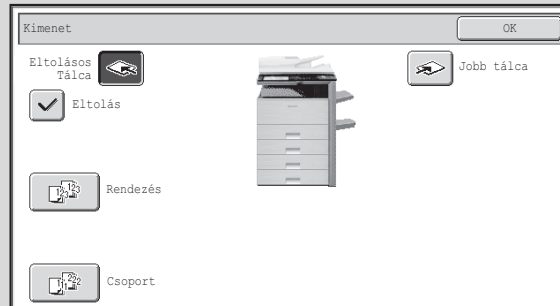 Kimenet
OK
Eltolásos
Tálca
Jobb tálca
Eltolás
Rendezés
Csoport